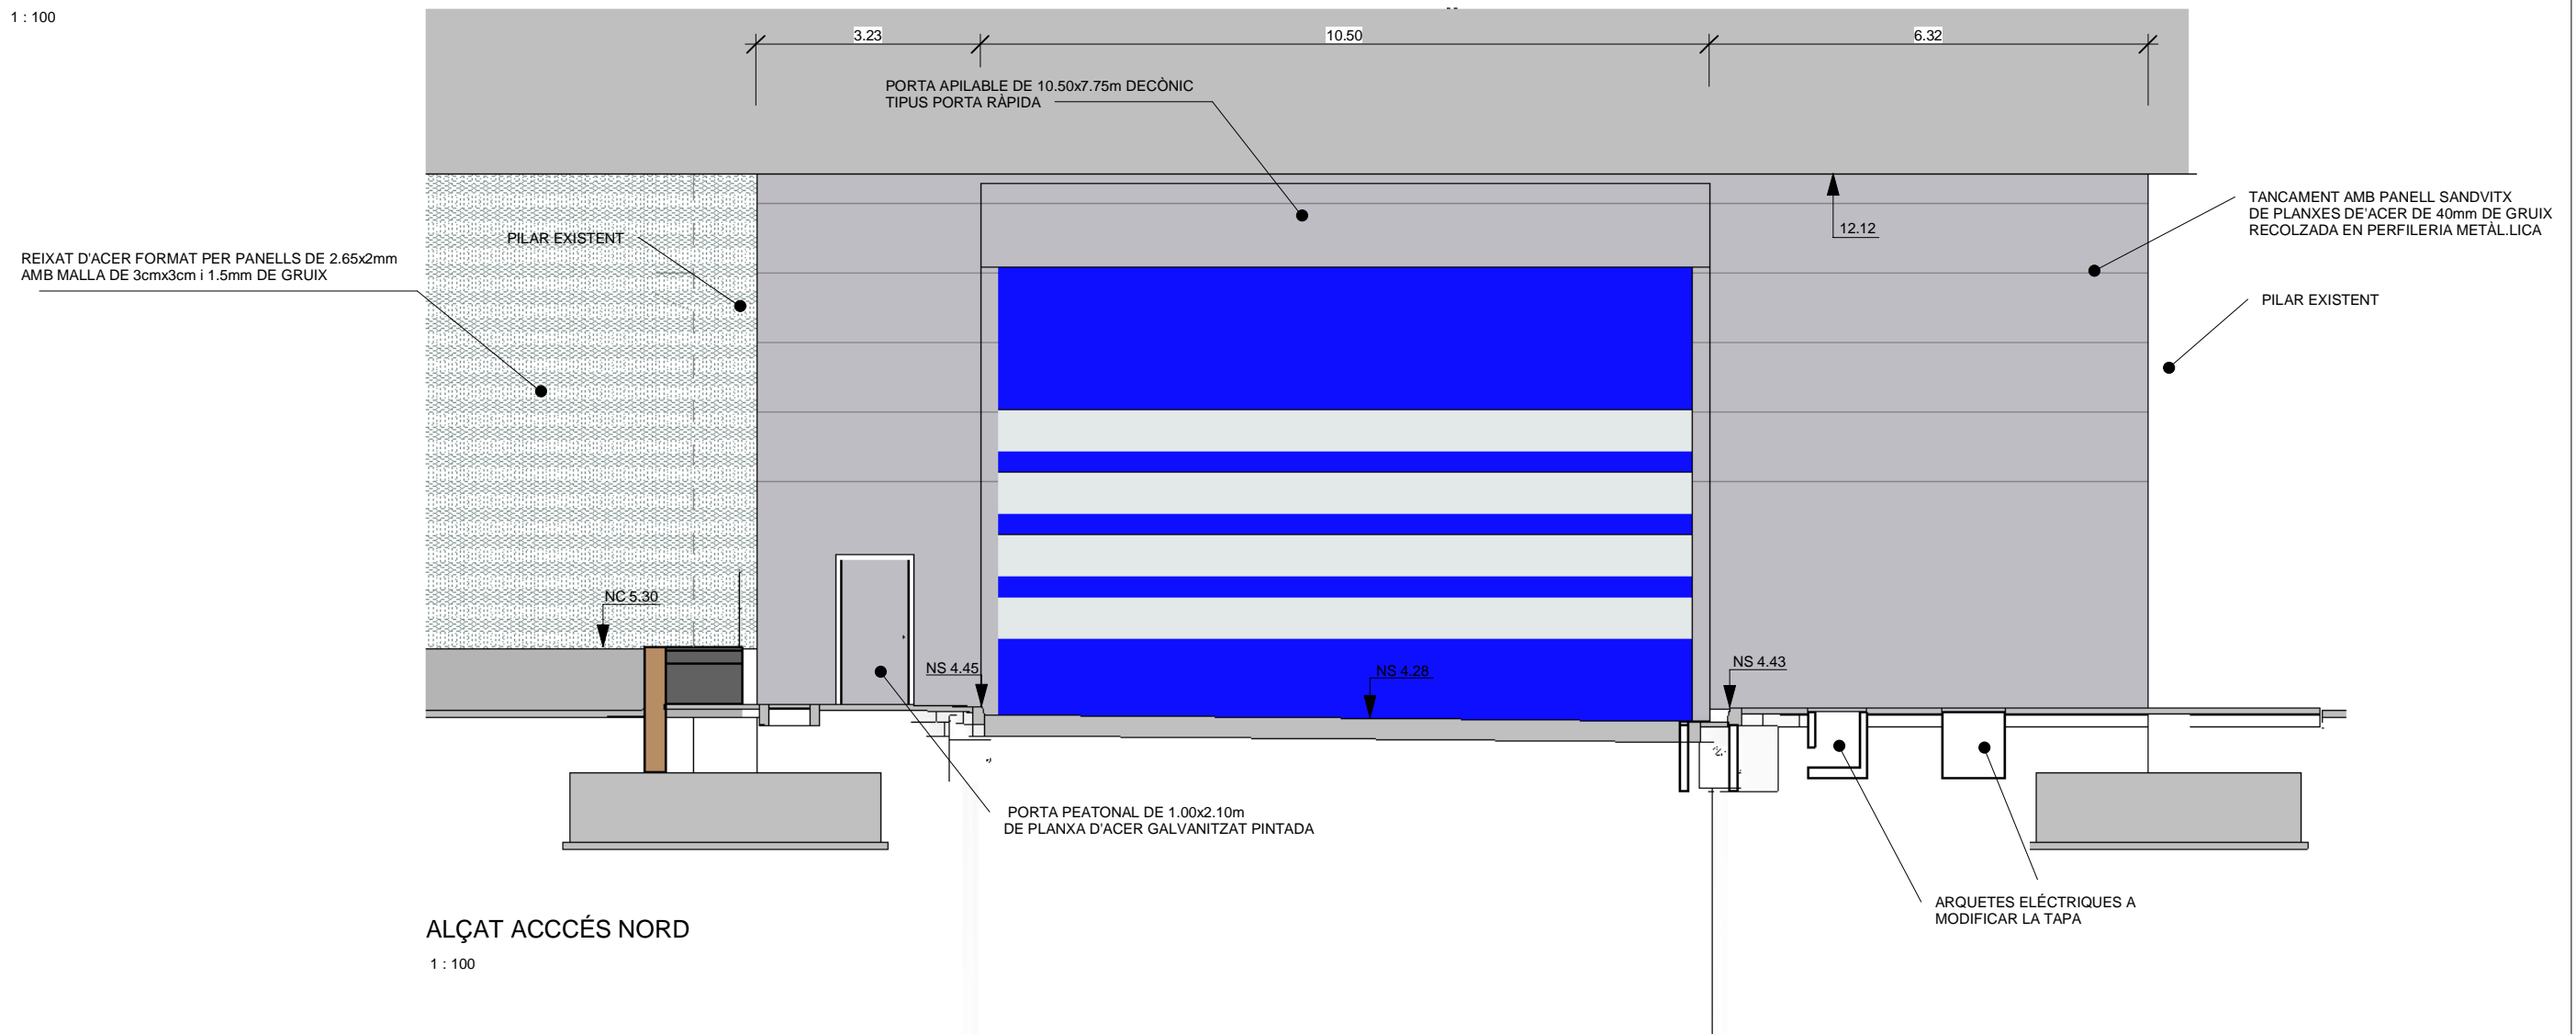 1 : 100
3.23
10.50
6.32
PORTA APILABLE DE 10.50x7.75m DECÒNIC
TIPUS PORTA RÀPIDA
TANCAMENT AMB PANELL SANDVITX
DE PLANXES DE'ACER DE 40mm DE GRUIX
RECOLZADA EN PERFILERIA METÀL.LICA
12.12
PILAR EXISTENT
REIXAT D'ACER FORMAT PER PANELLS DE 2.65x2mm
AMB MALLA DE 3cmx3cm i 1.5mm DE GRUIX
PILAR EXISTENT
NC 5.30
NS 4.45
NS 4.28
NS 4.43
PORTA PEATONAL DE 1.00x2.10m
DE PLANXA D'ACER GALVANITZAT PINTADA
ARQUETES ELÉCTRIQUES A
MODIFICAR LA TAPA
ALÇAT ACCCÉS NORD
1 : 100